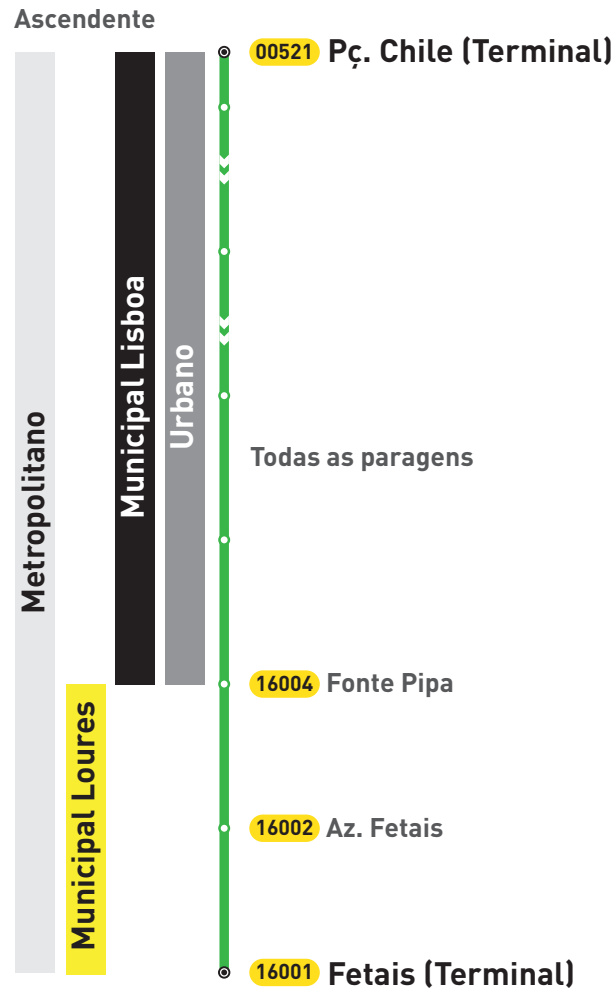 Ascendente
00521 Pç. Chile (Terminal)
Metropolitano
Municipal Lisboa
Urbano
Todas as paragens
16004 Fonte Pipa
Municipal Loures
16002 Az. Fetais
16001 Fetais (Terminal)